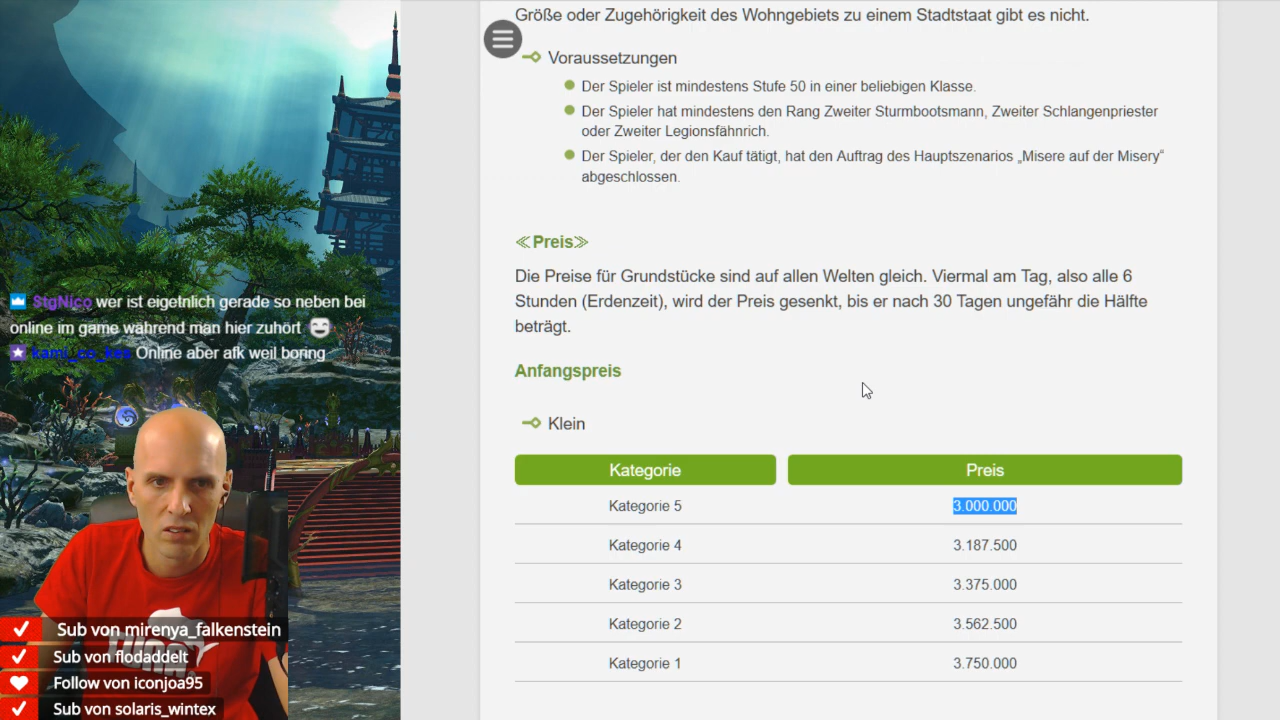 Größe oder Zugehörigkeit des Wohngebiets zu einem Stadtstaat gibt es nicht.
Voraussetzungen
Der Spieler ist mindestens Stufe 50 in einer beliebigen Klasse.
Der Spieler hat mindestens den Rang Zweiter Sturmbootsmann, Zweiter Schlangenpriester
oder Zweiter Legionsfähnrich.
Der Spieler, der den Kauf tätigt, hat den Auftrag des Hauptszenarios „Misere auf der Misery“
abgeschlossen.
≪Preis≫
Die Preise für Grundstücke sind auf allen Welten gleich. Viermal am Tag, also alle 6
Stunden (Erdenzeit), wird der Preis gesenkt, bis er nach 30 Tagen ungefähr die Hälfte
beträgt.
Anfangspreis
Klein
Kategorie Preis
Kategorie 5 3.000.000
Kategorie 4 3.187.500
Kategorie 3 3.375.000
Kategorie 2 3.562.500
Kategorie 1 3.750.000
StgNico wer ist eigetnlich gerade so neben bei
online im game während man hier zuhört
kami_co_kes Online aber afk weil boring
Sub von mirenya_falkenstein
Sub von flodaddelt
Follow von iconjoa95
Sub von solaris_wintex